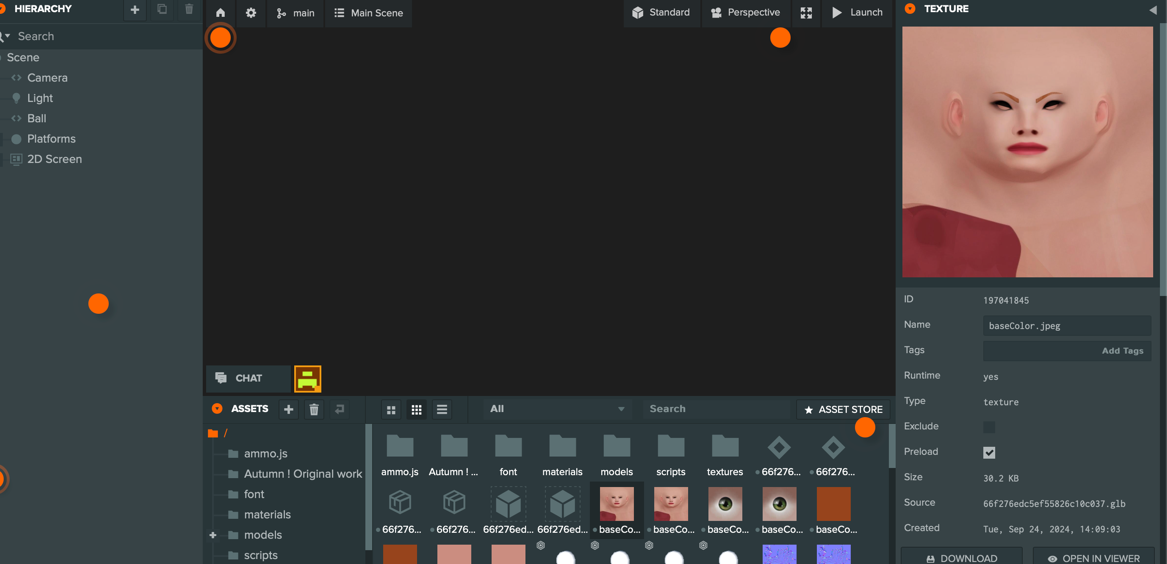 HIERARCHY
Search
Scene
Camera
Light
Ball
Platforms
2D Screen
main
Main Scene
Standard
Perspective
Launch
CHAT
ASSETS
All
Search
ASSET STORE
/
ammo.js
Autumn ! Original work
font
materials
models
scripts
ammo.js
Autumn ! ...
font
materials
models
scripts
textures
66f276...
66f276...
66f276...
66f276...
66f276ed...
66f276ed...
baseCo...
baseCo...
baseCo...
baseCo...
baseCo...
TEXTURE
ID 197041845
Name baseColor.jpeg
Tags Add Tags
Runtime yes
Type texture
Exclude
Preload
Size 30.2 KB
Source 66f276edc5ef55826c10c037.glb
Created Tue, Sep 24, 2024, 14:09:03
DOWNLOAD OPEN IN VIEWER